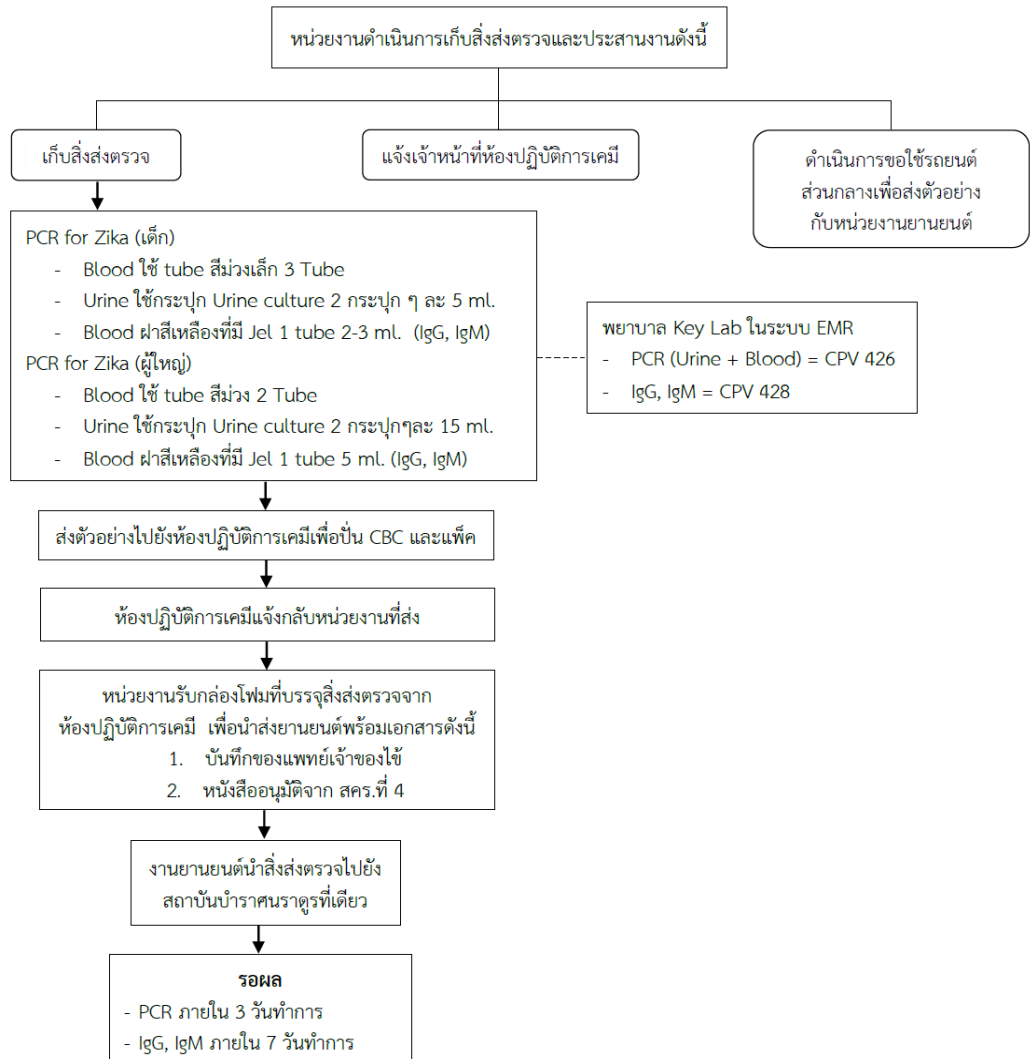 หน่วยงานดำเนินการเก็บสิ่งส่งตรวจและประสานงานดังนี้
เก็บสิ่งส่งตรวจ
แจ้งเจ้าหน้าที่ห้องปฏิบัติการเคมี
ดำเนินการขอใช้รถยนต์
ส่วนกลางเพื่อส่งตัวอย่าง
กับหน่วยงานยานยนต์
PCR for Zika (เด็ก)
- Blood ใช้ tube สีม่วงเล็ก 3 Tube
- Urine ใช้กระปุก Urine culture 2 กระปุก ๆ ละ 5 ml.
- Blood ฝาสีเหลืองที่มี Jel 1 tube 2-3 ml. (IgG, IgM)
PCR for Zika (ผู้ใหญ่)
- Blood ใช้ tube สีม่วง 2 Tube
- Urine ใช้กระปุก Urine culture 2 กระปุกๆละ 15 ml.
- Blood ฝาสีเหลืองที่มี Jel 1 tube 5 ml. (IgG, IgM)
พยาบาล Key Lab ในระบบ EMR
- PCR (Urine + Blood) = CPV 426
- IgG, IgM = CPV 428
ส่งตัวอย่างไปยังห้องปฏิบัติการเคมีเพื่อปั่น CBC และแพ็ค
ห้องปฏิบัติการเคมีแจ้งกลับหน่วยงานที่ส่ง
หน่วยงานรับกล่องโฟมที่บรรจุสิ่งส่งตรวจจาก
ห้องปฏิบัติการเคมี เพื่อนำส่งยานยนต์พร้อมเอกสารดังนี้
1. บันทึกของแพทย์เจ้าของไข้
2. หนังสืออนุมัติจาก สคร.ที่ 4
งานยานยนต์นำสิ่งส่งตรวจไปยัง
สถาบันบำราศนราดูรที่เดียว
รอผล
- PCR ภายใน 3 วันทำการ
- IgG, IgM ภายใน 7 วันทำการ